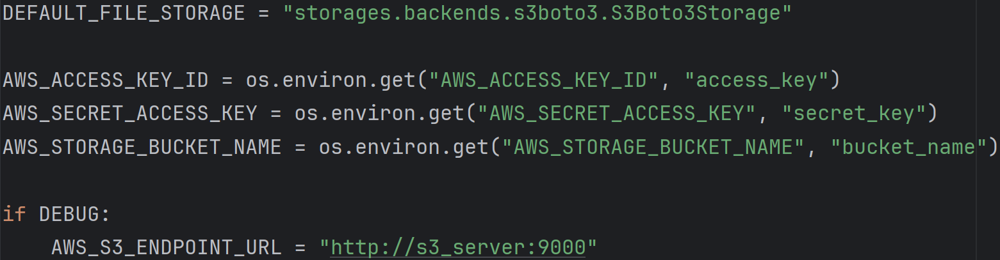 DEFAULT_FILE_STORAGE = "storages.backends.s3boto3.S3Boto3Storage"
AWS_ACCESS_KEY_ID = os.environ.get("AWS_ACCESS_KEY_ID", "access_key")
AWS_SECRET_ACCESS_KEY = os.environ.get("AWS_SECRET_ACCESS_KEY", "secret_key")
AWS_STORAGE_BUCKET_NAME = os.environ.get("AWS_STORAGE_BUCKET_NAME", "bucket_name")
if DEBUG:
    AWS_S3_ENDPOINT_URL = "http://s3_server:9000"